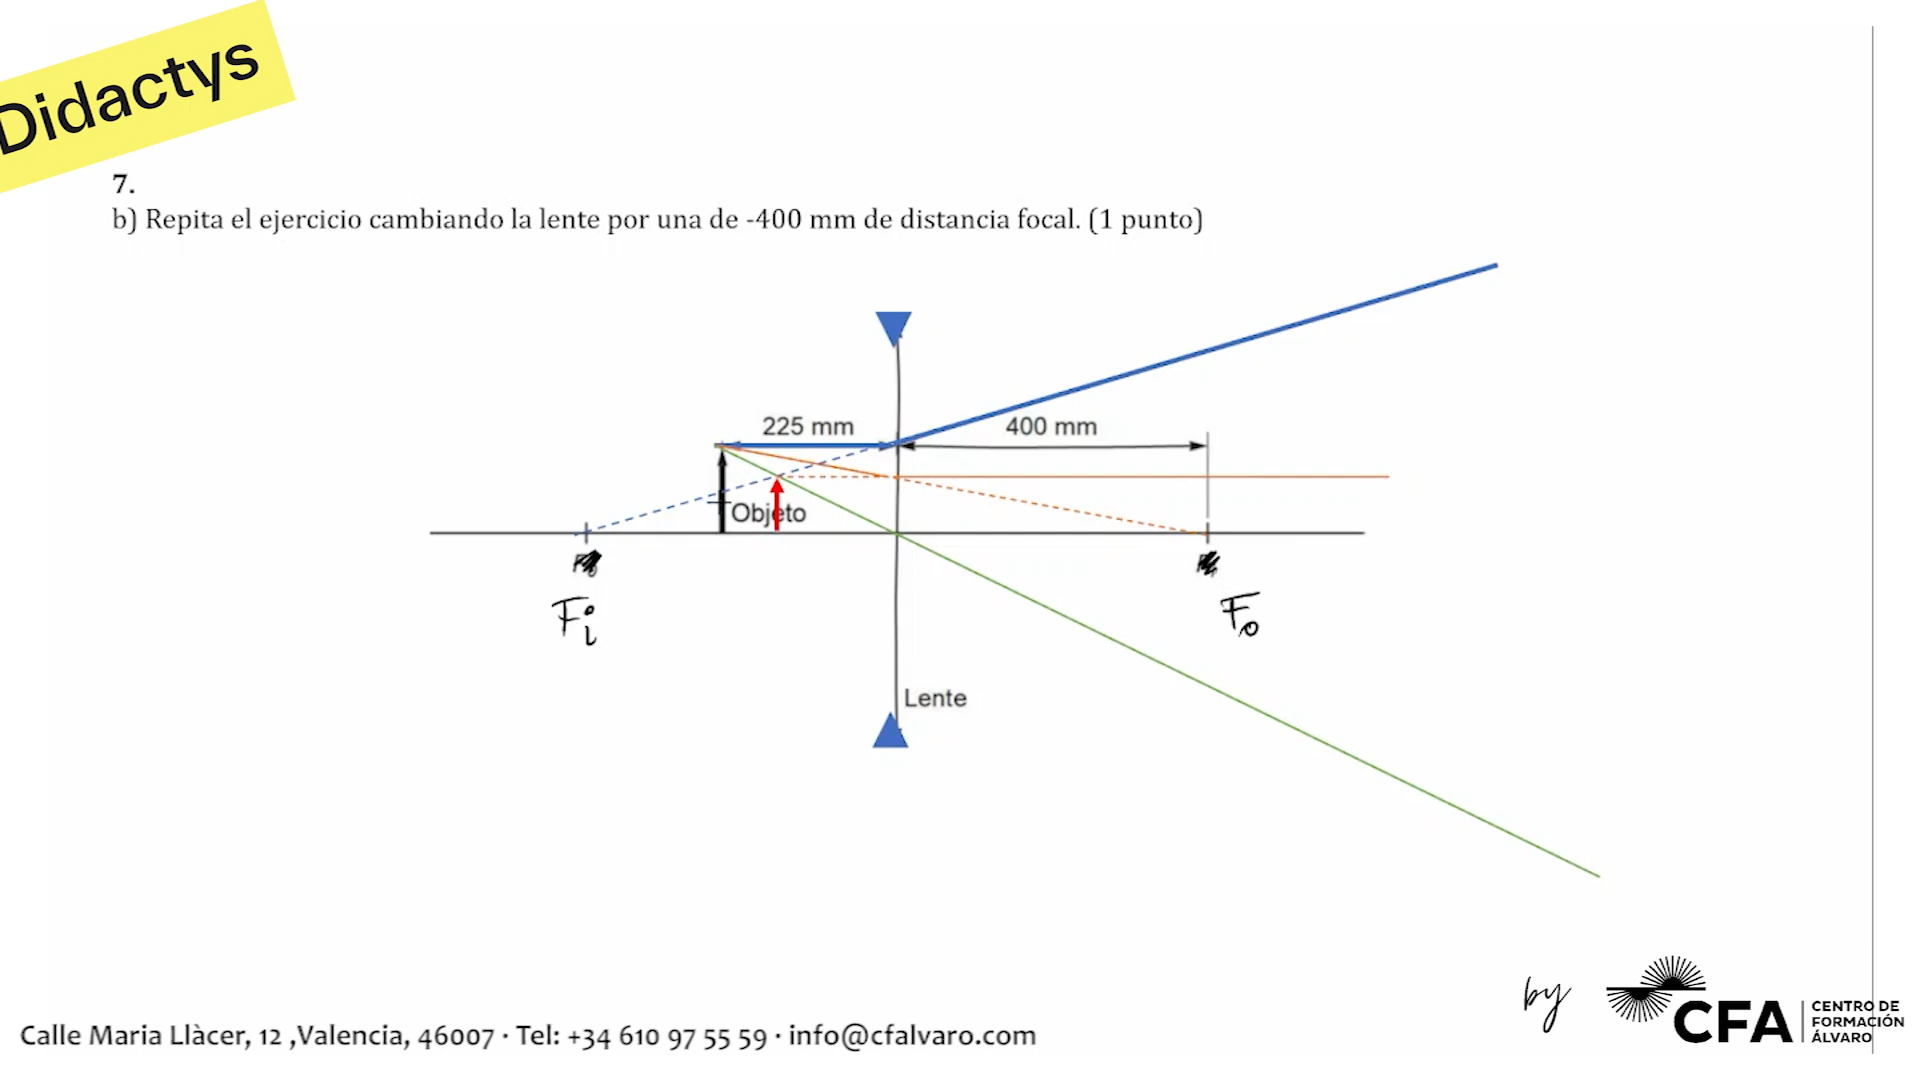 Didactys
7.
b) Repita el ejercicio cambiando la lente por una de -400 mm de distancia focal. (1 punto)
225 mm
400 mm
Objeto
Fi
Fo
Lente
by
CFA
CENTRO DE
FORMACIÓN
ÁLVARO
Calle Maria Llàcer, 12 ,Valencia, 46007 · Tel: +34 610 97 55 59 · info@cfalvaro.com